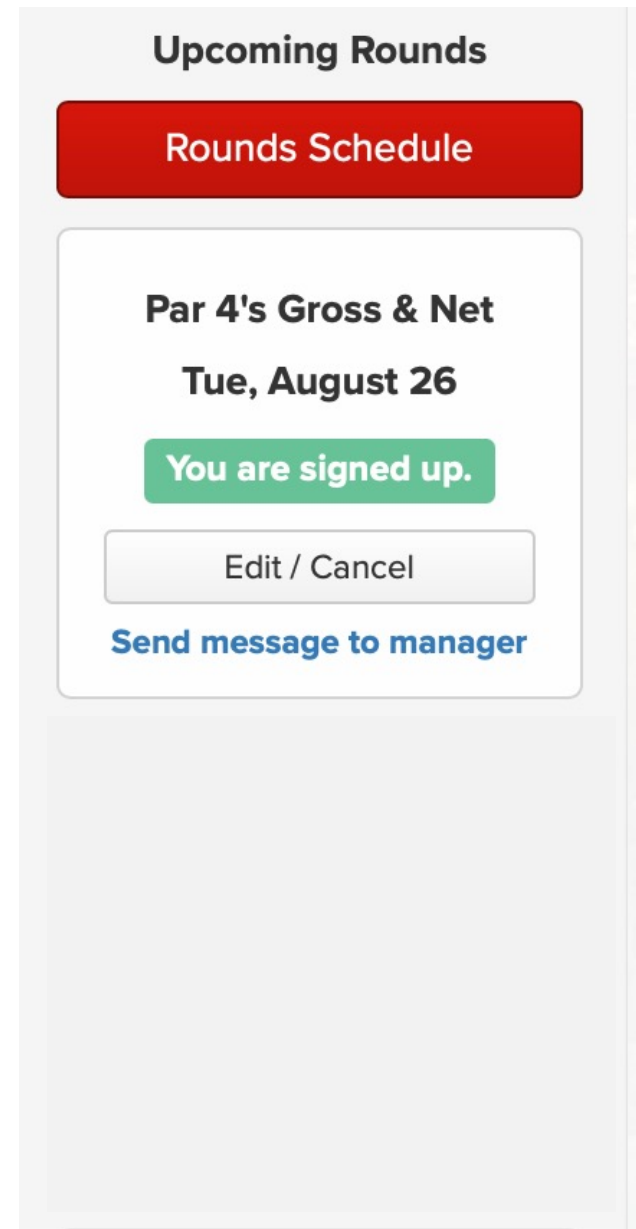 Upcoming Rounds
Rounds Schedule
Par 4's Gross & Net
Tue, August 26
You are signed up.
Edit / Cancel
Send message to manager